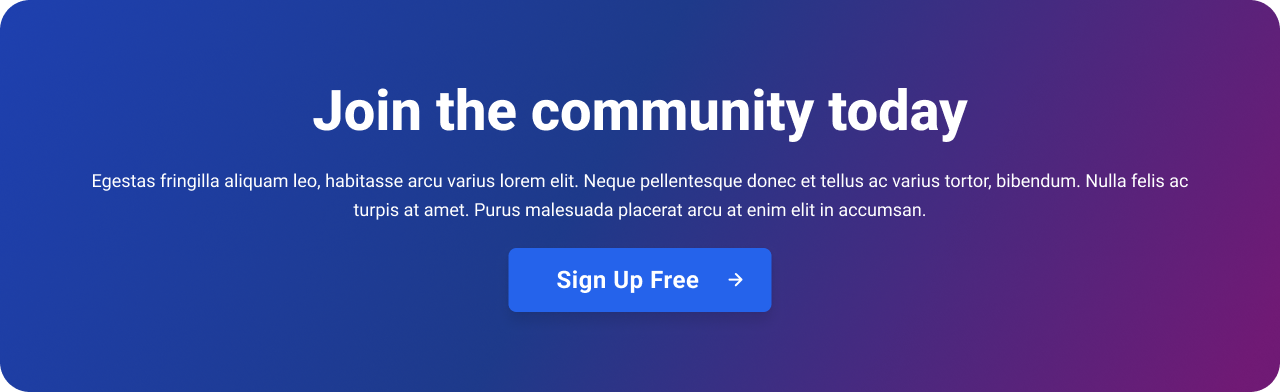 Join the community today
Egestas fringilla aliquam leo, habitasse arcu varius lorem elit. Neque pellentesque donec et tellus ac varius tortor, bibendum. Nulla felis ac
turpis at amet. Purus malesuada placerat arcu at enim elit in accumsan.
Sign Up Free →